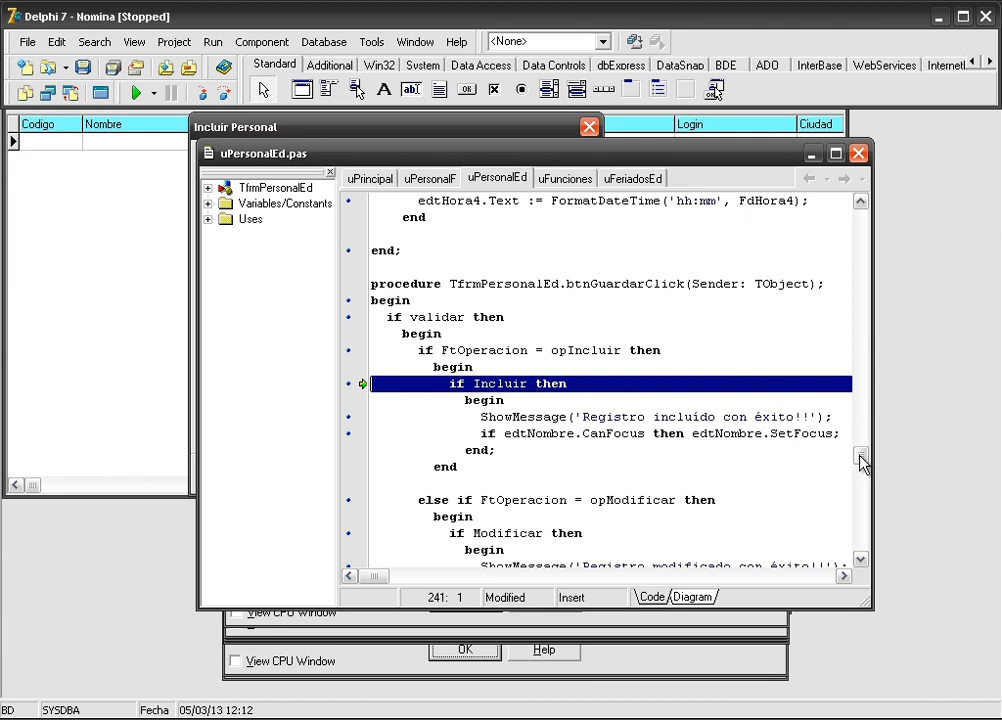 Delphi 7 - Nomina [Stopped]
File Edit Search View Project Run Component Database Tools Window Help <None>
Standard Additional Win32 System Data Access Data Controls dbExpress DataSnap BDE ADO InterBase WebServices InternetE
Codigo Nombre Login Ciudad
Incluir Personal
uPersonalEd.pas
TfrmPersonalEd
Variables/Constants
Uses
uPrincipal uPersonalF uPersonalEd uFunciones uFeriadosEd
edtHora4.Text := FormatDateTime('hh:mm', FdHora4);
end
end;
procedure TfrmPersonalEd.btnGuardarClick(Sender: TObject);
begin
if validar then
begin
if FtOperacion = opIncluir then
begin
if Incluir then
begin
ShowMessage('Registro incluído con éxito!!');
if edtNombre.CanFocus then edtNombre.SetFocus;
end;
end
else if FtOperacion = opModificar then
begin
if Modificar then
begin
ShowMessage('Registro modificado con éxito!!!');
241: 1 Modified Insert Code Diagram
View CPU Window
OK Help
View CPU Window
BD SYSDBA Fecha 05/03/13 12:12